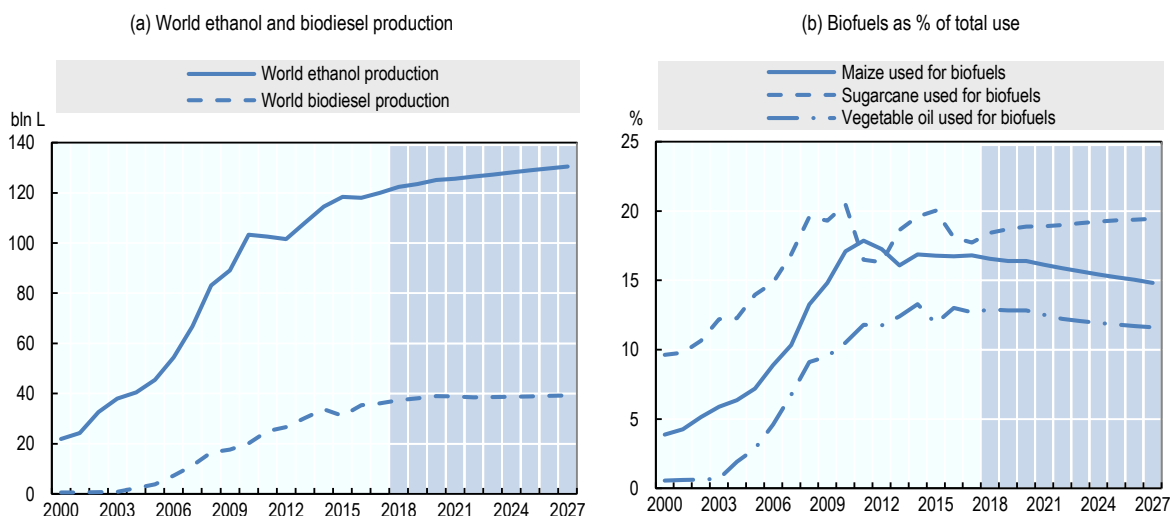 (a) World ethanol and biodiesel production
World ethanol production
World biodiesel production
bln L
140
120
100
80
60
40
20
0
2000 2003 2006 2009 2012 2015 2018 2021 2024 2027
(b) Biofuels as % of total use
Maize used for biofuels
Sugarcane used for biofuels
Vegetable oil used for biofuels
%
25
20
15
10
5
0
2000 2003 2006 2009 2012 2015 2018 2021 2024 2027